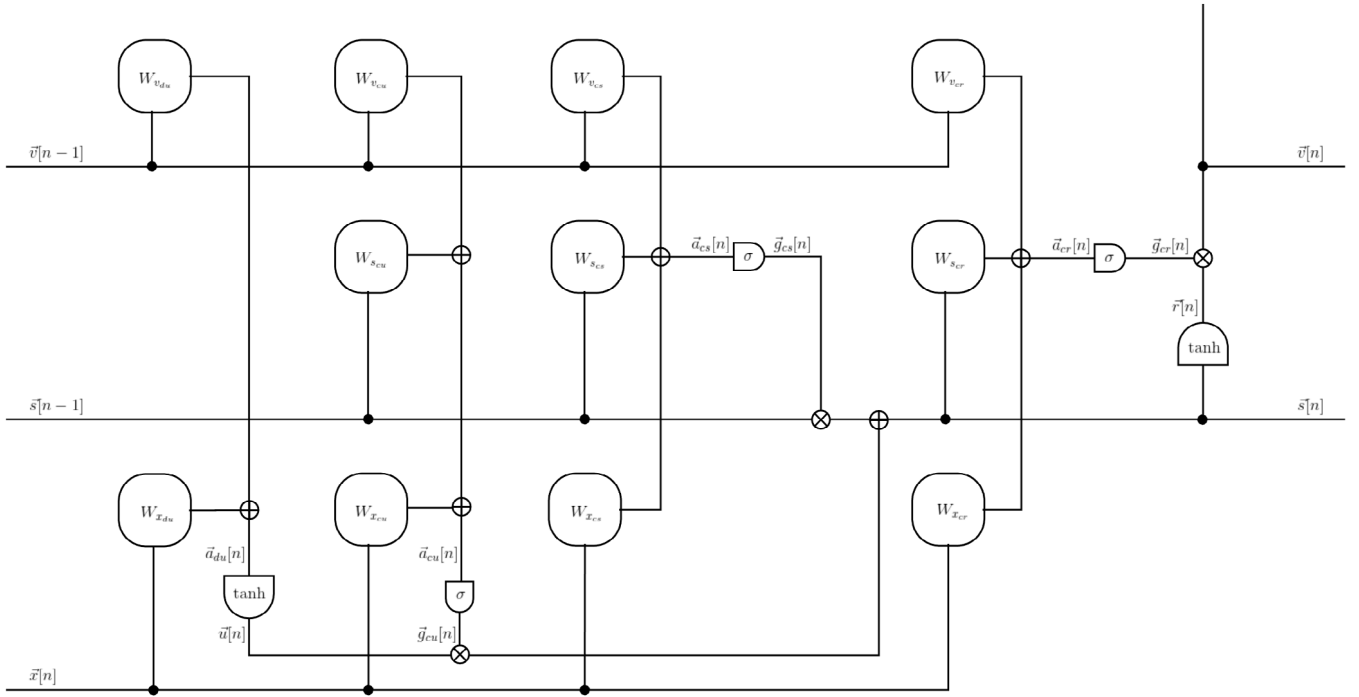 W_{v_{du}} W_{v_{cu}} W_{v_{cs}} W_{v_{cr}}
\vec{v}[n-1] \vec{v}[n]
W_{s_{cu}} W_{s_{cs}} \vec{a}_{cs}[n] σ \vec{g}_{cs}[n] W_{s_{cr}} \vec{a}_{cr}[n] σ \vec{g}_{cr}[n]
\vec{r}[n]
tanh
\vec{s}[n-1] \vec{s}[n]
W_{x_{du}} W_{x_{cu}} W_{x_{cs}} W_{x_{cr}}
\vec{a}_{du}[n] \vec{a}_{cu}[n]
tanh σ
\vec{u}[n] \vec{g}_{cu}[n]
\vec{x}[n]